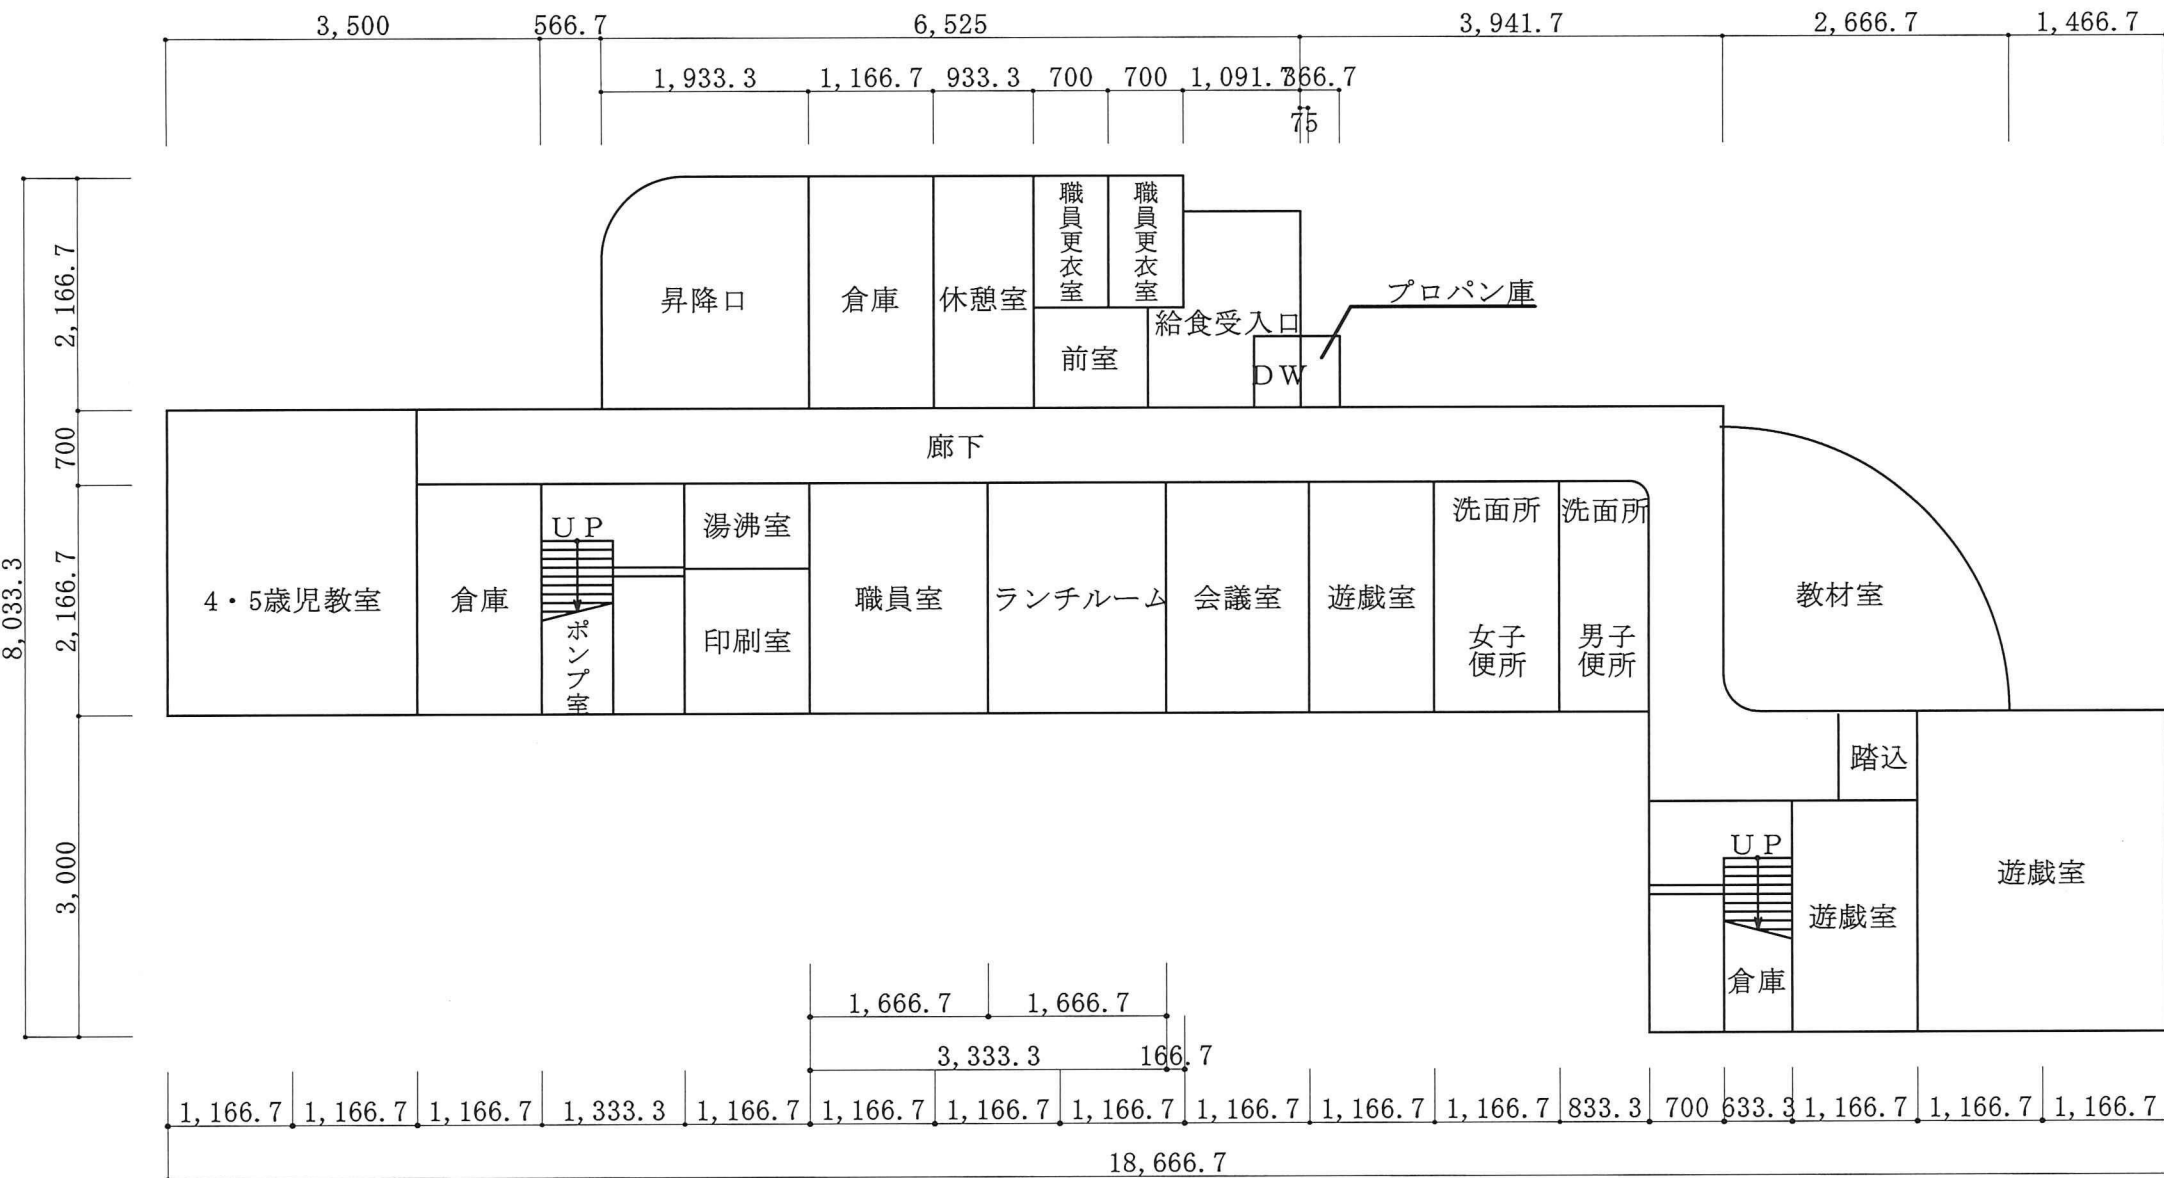 3,500
566.7
6,525
3,941.7
2,666.7
1,466.7
1,933.3
1,166.7
933.3
700
700
1,091.7
366.7
75
8,033.3
2,166.7
700
2,166.7
3,000
昇降口
倉庫
休憩室
職員更衣室
職員更衣室
前室
給食受入口
DW
プロパン庫
廊下
4・5歳児教室
倉庫
UP
ポンプ室
湯沸室
印刷室
職員室
ランチルーム
会議室
遊戯室
洗面所
女子
便所
洗面所
男子
便所
教材室
踏込
UP
倉庫
遊戯室
遊戯室
1,666.7
1,666.7
3,333.3
166.7
1,166.7
1,166.7
1,166.7
1,333.3
1,166.7
1,166.7
1,166.7
1,166.7
1,166.7
1,166.7
1,166.7
833.3
700
633.3
1,166.7
1,166.7
1,166.7
18,666.7